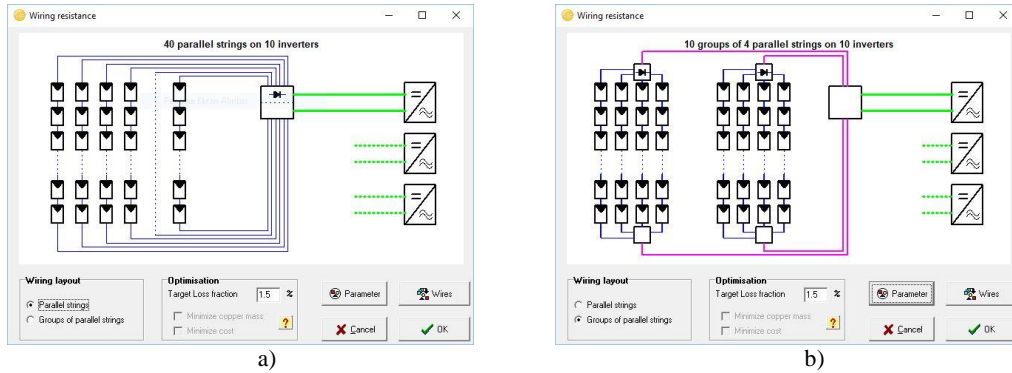 Wiring resistance
40 parallel strings on 10 inverters
Wiring layout
Parallel strings
Groups of parallel strings
Optimisation
Target Loss fraction 1.5 %
Minimize copper mass
Minimize cost
?
Parameter
Wires
Cancel
OK
a)
Wiring resistance
10 groups of 4 parallel strings on 10 inverters
Wiring layout
Parallel strings
Groups of parallel strings
Optimisation
Target Loss fraction 1.5 %
Minimize copper mass
Minimize cost
?
Parameter
Wires
Cancel
OK
b)